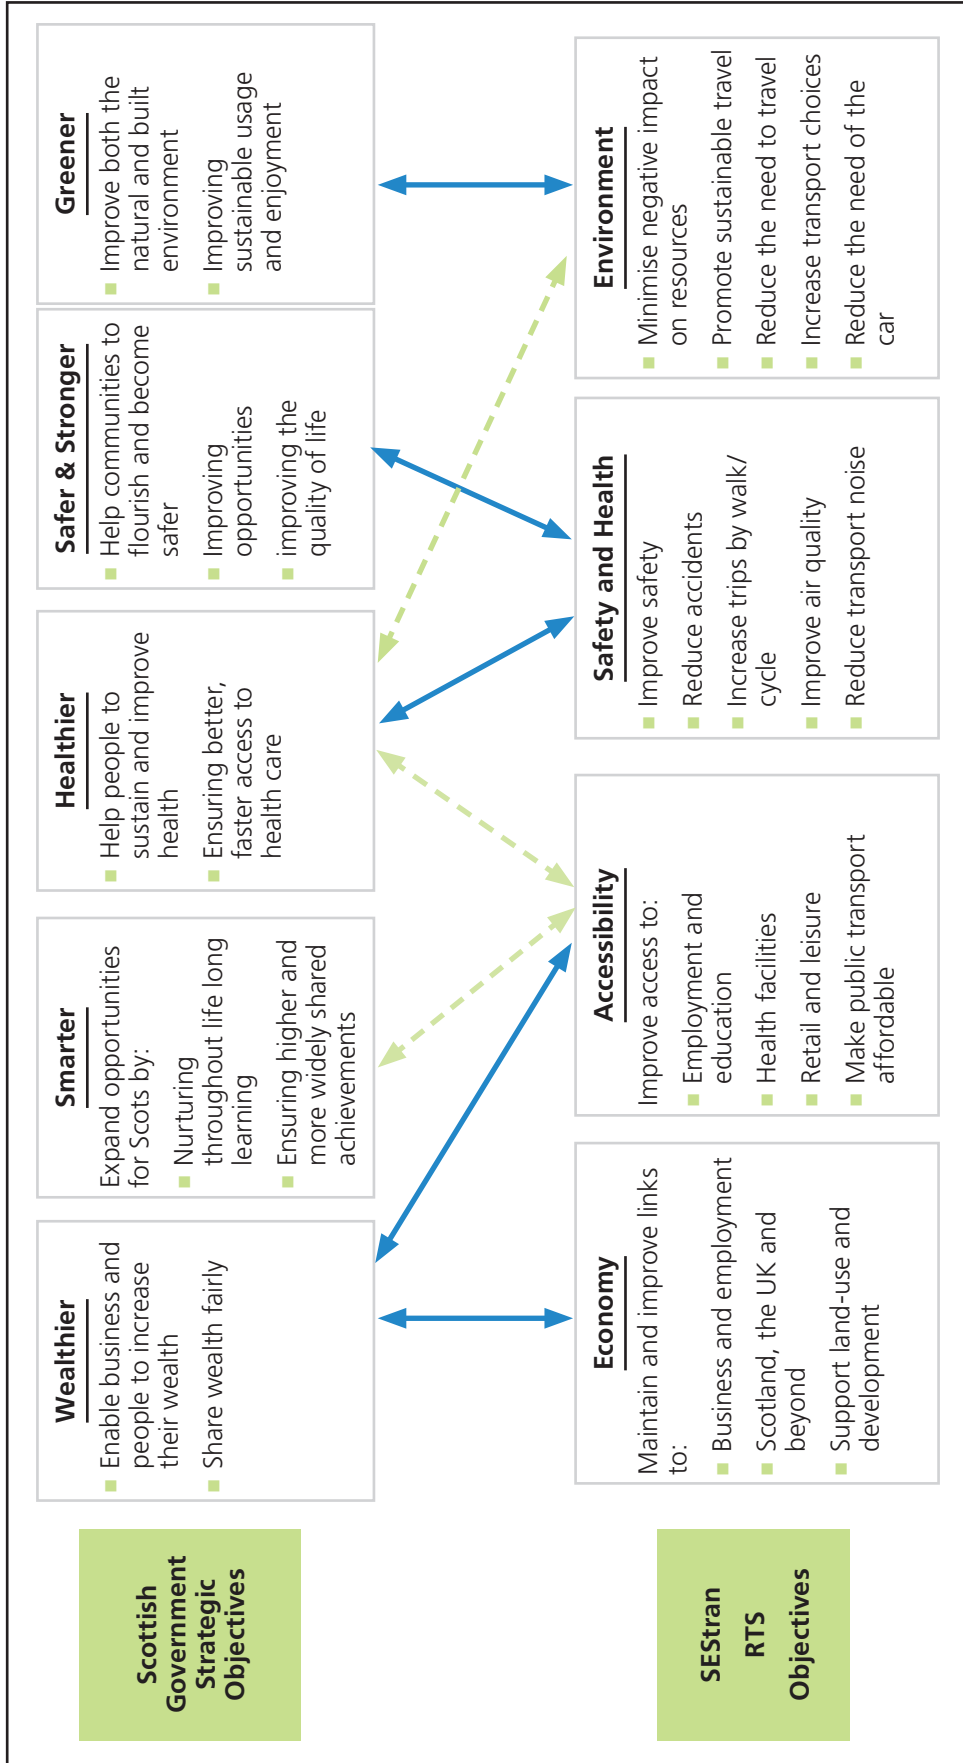 Scottish
Government
Strategic
Objectives
Wealthier
Enable business and
people to increase
their wealth
Share wealth fairly
Smarter
Expand opportunities
for Scots by:
Nurturing
throughout life long
learning
Ensuring higher and
more widely shared
achievements
Healthier
Help people to
sustain and improve
health
Ensuring better,
faster access to
health care
Safer & Stronger
Help communities to
flourish and become
safer
Improving
opportunities
improving the
quality of life
Greener
Improve both the
natural and built
environment
Improving
sustainable usage
and enjoyment
SEStran
RTS
Objectives
Economy
Maintain and improve links
to:
Business and employment
Scotland, the UK and
beyond
Support land-use and
development
Accessibility
Improve access to:
Employment and
education
Health facilities
Retail and leisure
Make public transport
affordable
Safety and Health
Improve safety
Reduce accidents
Increase trips by walk/
cycle
Improve air quality
Reduce transport noise
Environment
Minimise negative impact
on resources
Promote sustainable travel
Reduce the need to travel
Increase transport choices
Reduce the need of the
car